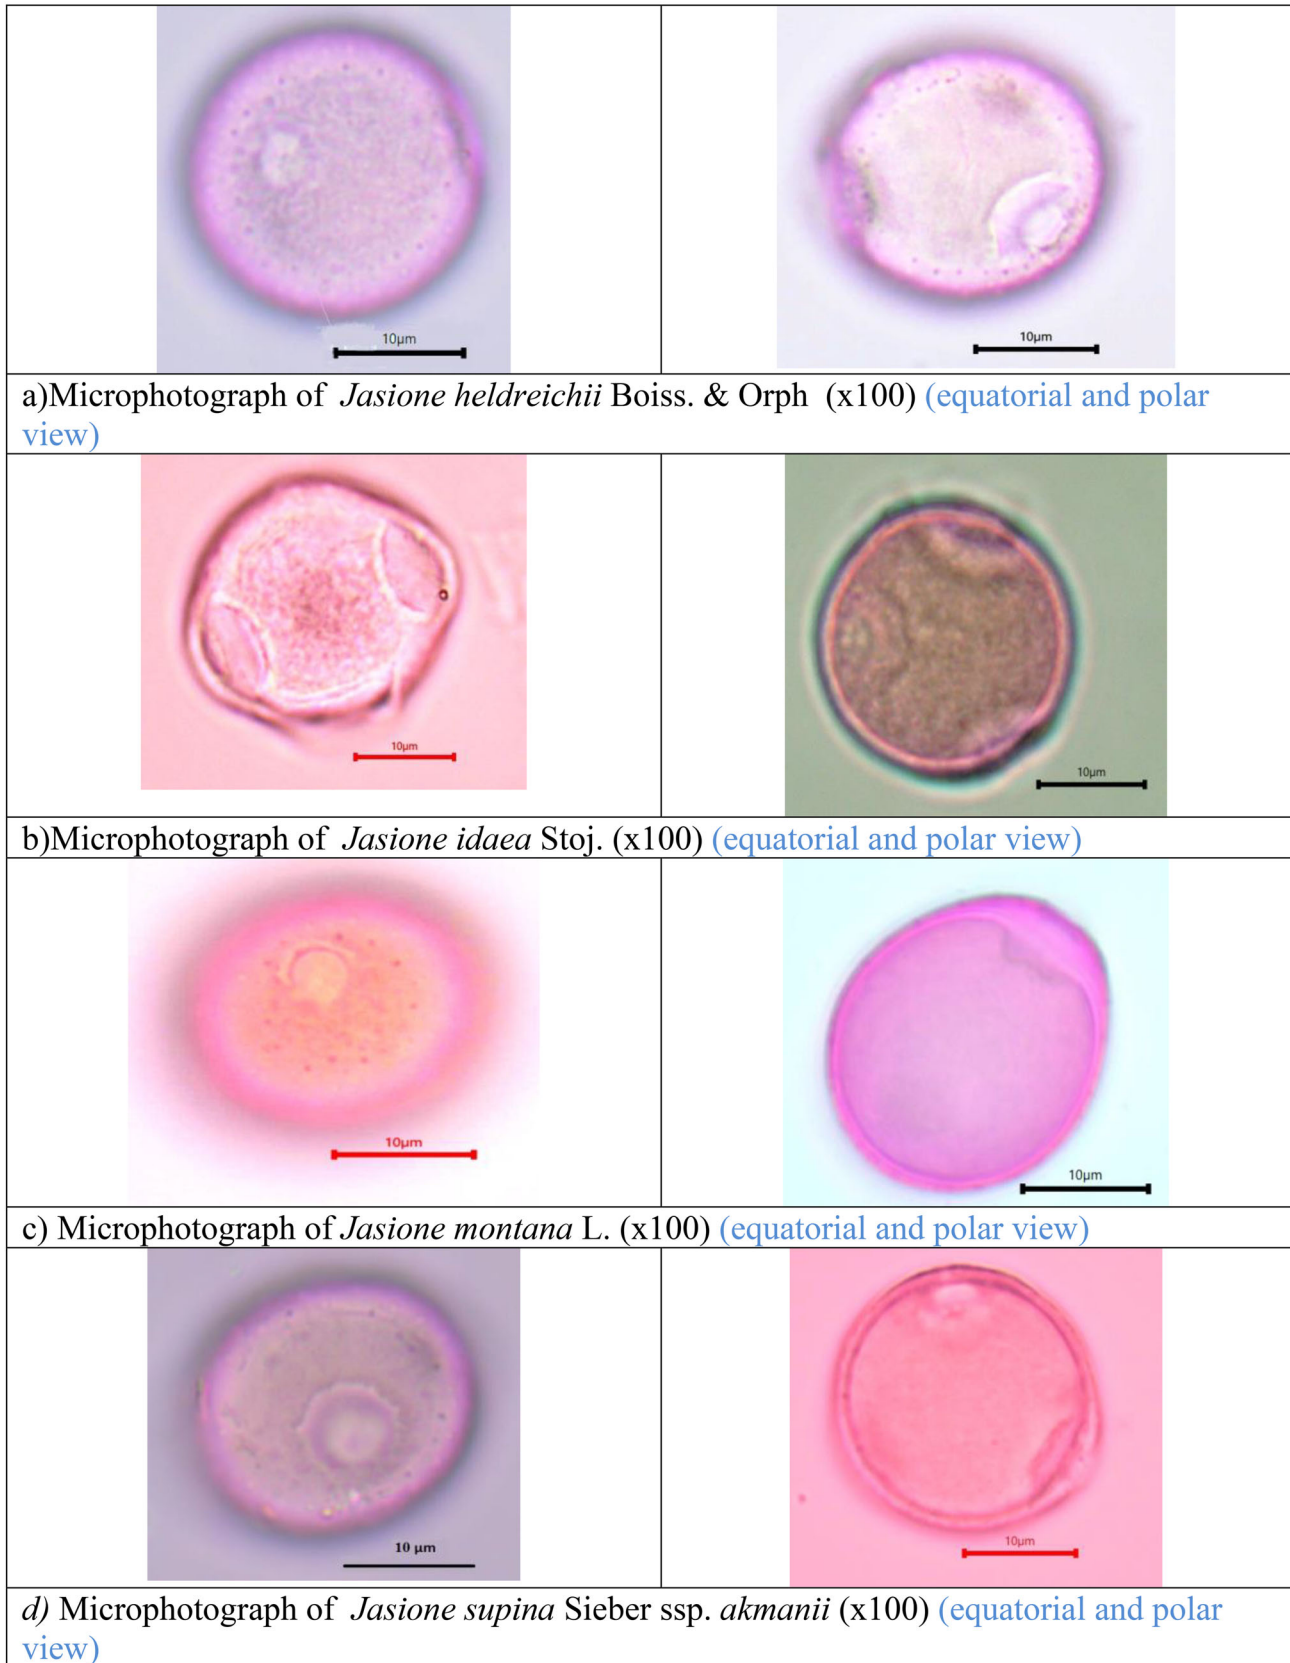 10µm
10µm
a)Microphotograph of Jasione heldreichii Boiss. & Orph (x100) (equatorial and polar
view)
10µm
10µm
b)Microphotograph of Jasione idaea Stoj. (x100) (equatorial and polar view)
10µm
10µm
c) Microphotograph of Jasione montana L. (x100) (equatorial and polar view)
10 µm
10µm
d) Microphotograph of Jasione supina Sieber ssp. akmanii (x100) (equatorial and polar
view)